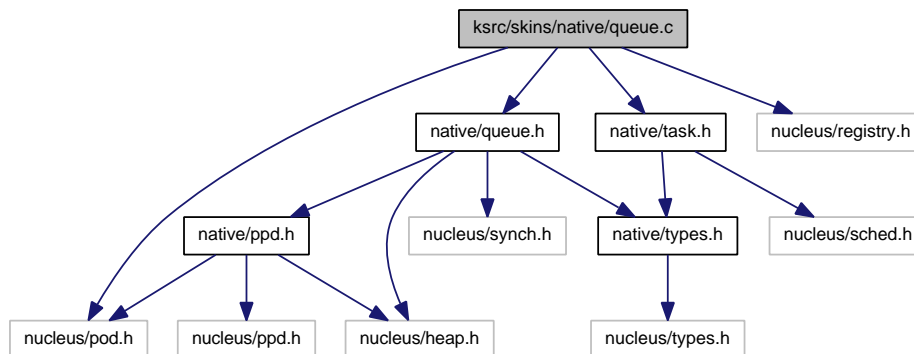 ksrc/skins/native/queue.c
native/queue.h
native/task.h
nucleus/registry.h
native/ppd.h
nucleus/synch.h
native/types.h
nucleus/sched.h
nucleus/pod.h
nucleus/ppd.h
nucleus/heap.h
nucleus/types.h